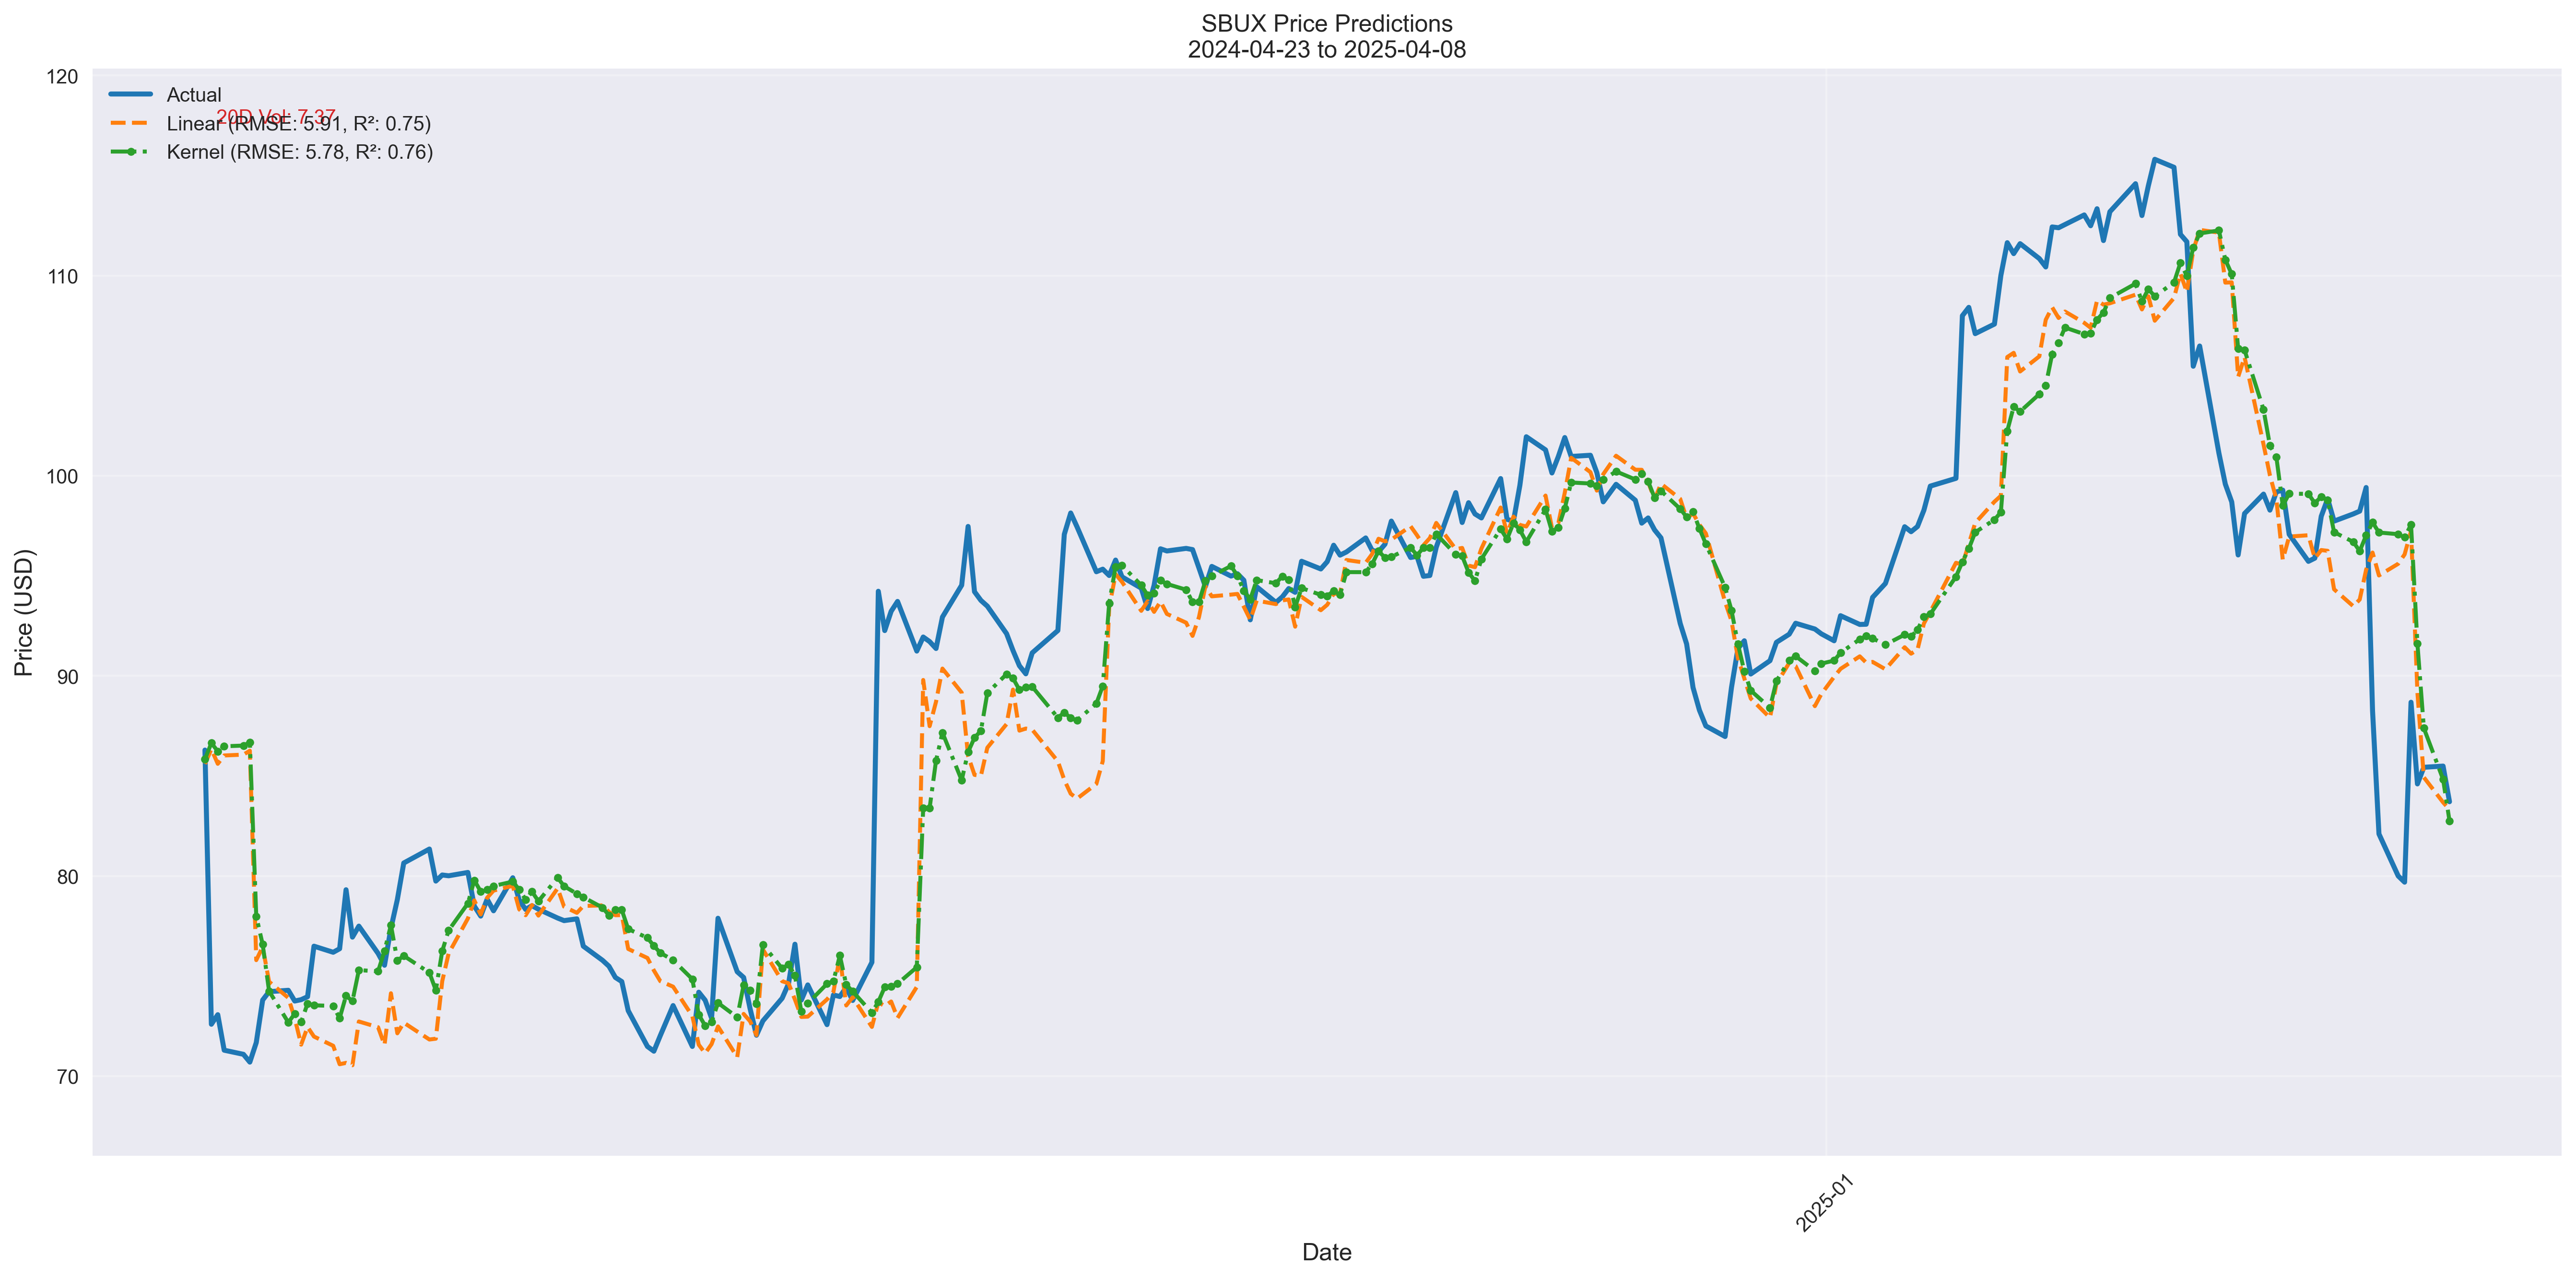 SBUX Price Predictions
2024-04-23 to 2025-04-08
120
110
100
90
80
70
Price (USD)
Actual
20D Vol: 7.37
Linear (RMSE: 5.91, R²: 0.75)
Kernel (RMSE: 5.78, R²: 0.76)
2025-01
Date